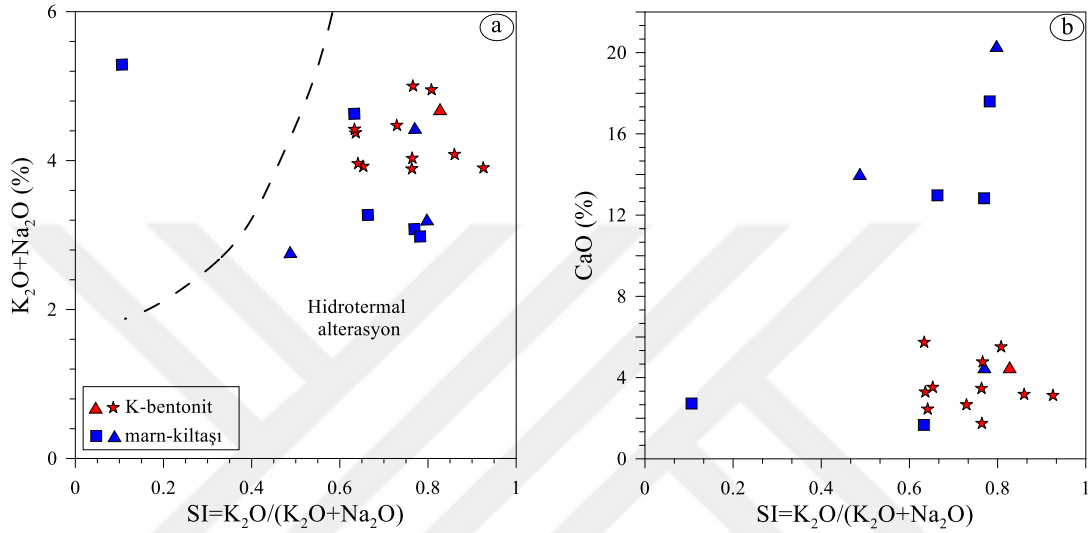 a
6
4
2
0
K₂O+Na₂O (%)
Hidrotermal
alterasyon
K-bentonit
marn-kiltaşı
0 0.2 0.4 0.6 0.8 1
SI=K₂O/(K₂O+Na₂O)
b
20
16
12
8
4
0
CaO (%)
0 0.2 0.4 0.6 0.8 1
SI=K₂O/(K₂O+Na₂O)